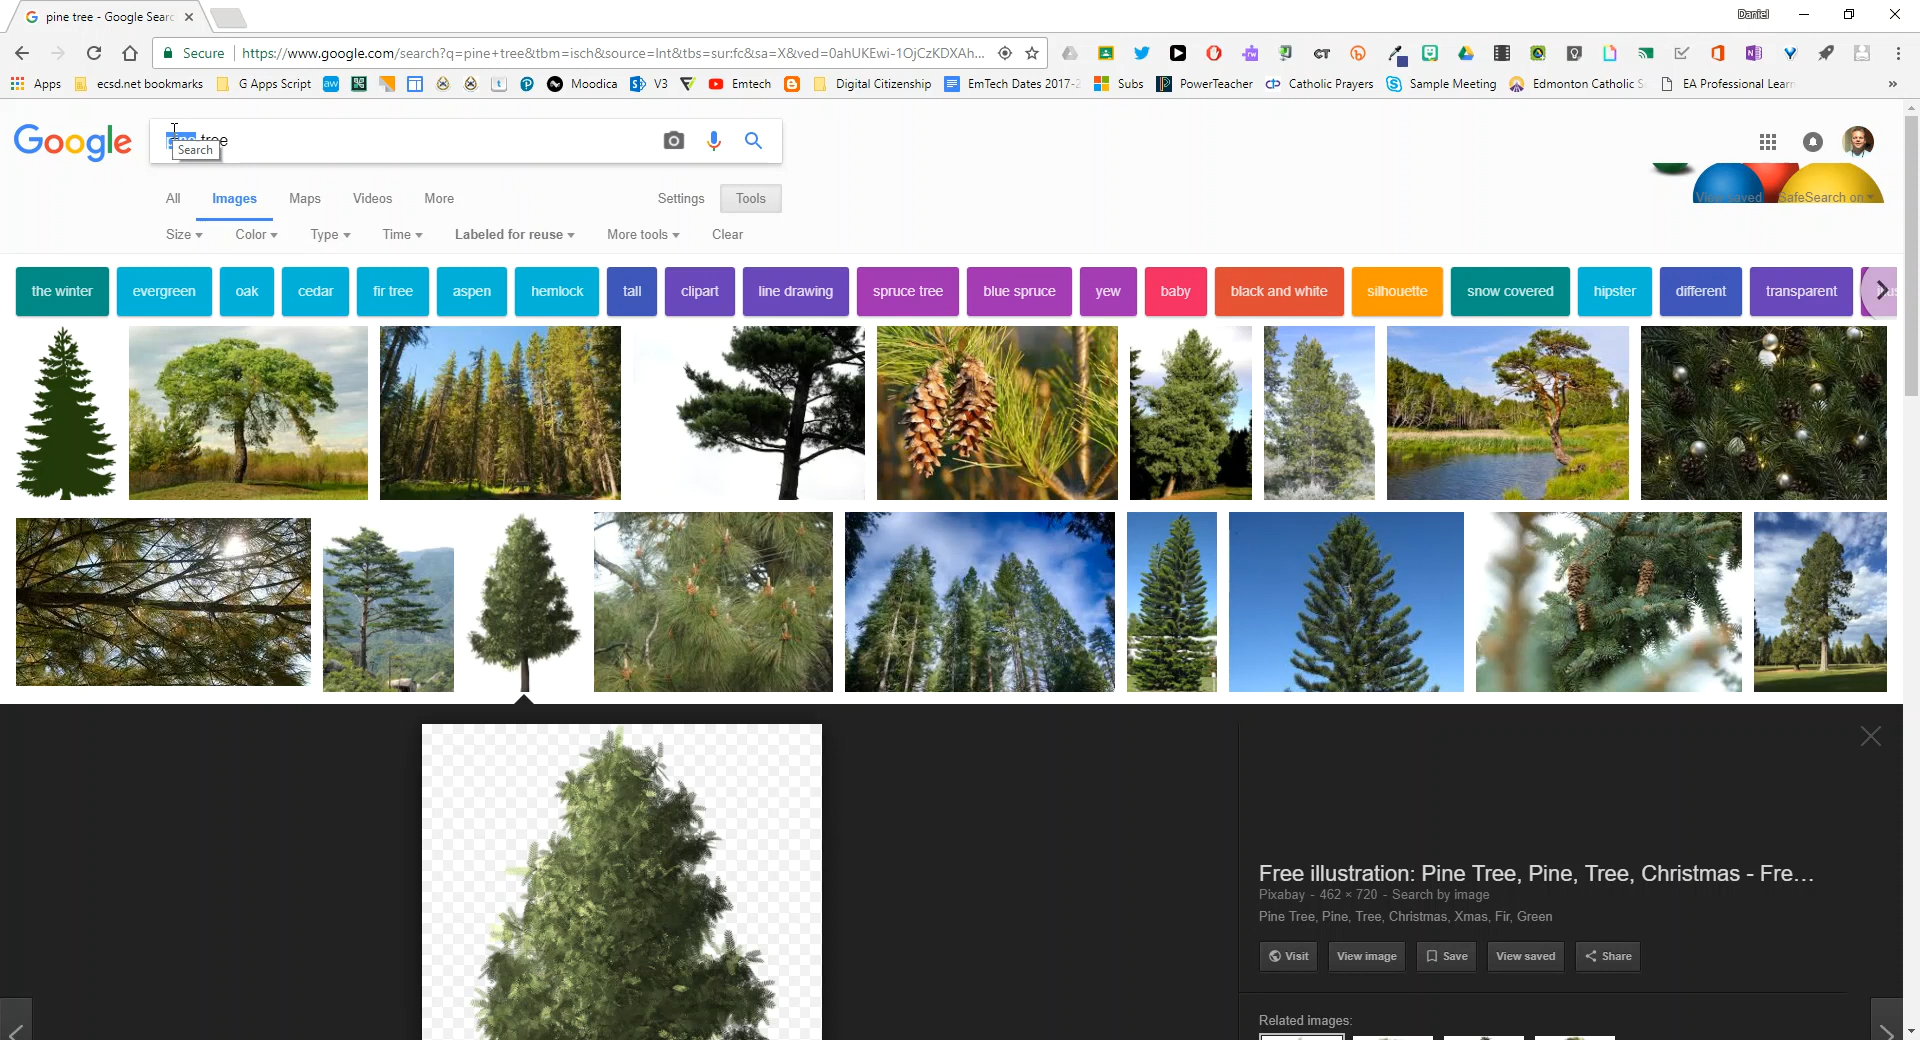 pine tree - Google Searc
Daniel
Secure https://www.google.com/search?q=pine+tree&tbm=isch&source=lnt&tbs=sur:fc&sa=X&ved=0ahUKEwi-1OjCzKDXAh...
Apps ecsd.net bookmarks G Apps Script aw Moodica V3 Emtech Digital Citizenship EmTech Dates 2017-2 Subs PowerTeacher Catholic Prayers Sample Meeting Edmonton Catholic S EA Professional Learn »
Google
pine tree
Search
All Images Maps Videos More Settings Tools
View saved SafeSearch on
Size Color Type Time Labeled for reuse More tools Clear
the winter evergreen oak cedar fir tree aspen hemlock tall clipart line drawing spruce tree blue spruce yew baby black and white silhouette snow covered hipster different transparent
Free illustration: Pine Tree, Pine, Tree, Christmas - Fre...
Pixabay - 462 × 720 - Search by image
Pine Tree, Pine, Tree, Christmas, Xmas, Fir, Green
Visit View image Save View saved Share
Related images: